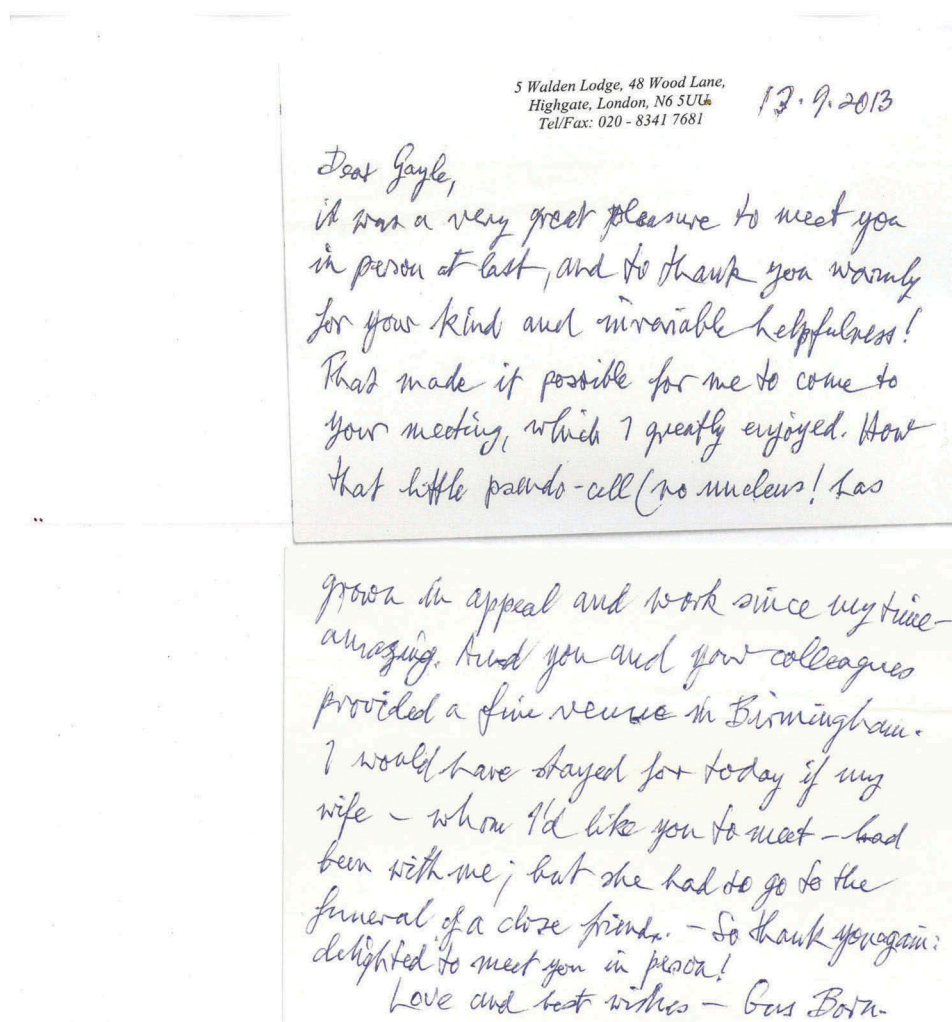 5 Walden Lodge, 48 Wood Lane,
Highgate, London, N6 5UU.
Tel/Fax: 020 - 8341 7681
13.9.2013
Dear Gayle,
it was a very great pleasure to meet you
in person at last, and to thank you warmly
for your kind and invariable helpfulness!
That made it possible for me to come to
your meeting, which I greatly enjoyed. How
that little pseudo-cell (no nucleus! has
grown in appeal and work since my time-
amazing. And you and your colleagues
provided a fine venue in Birmingham.
I would have stayed for today if my
wife - whom I'd like you to meet - had
been with me; but she had to go to the
funeral of a close friend. - So thank you again:
delighted to meet you in person!
Love and best wishes - Gus Born.